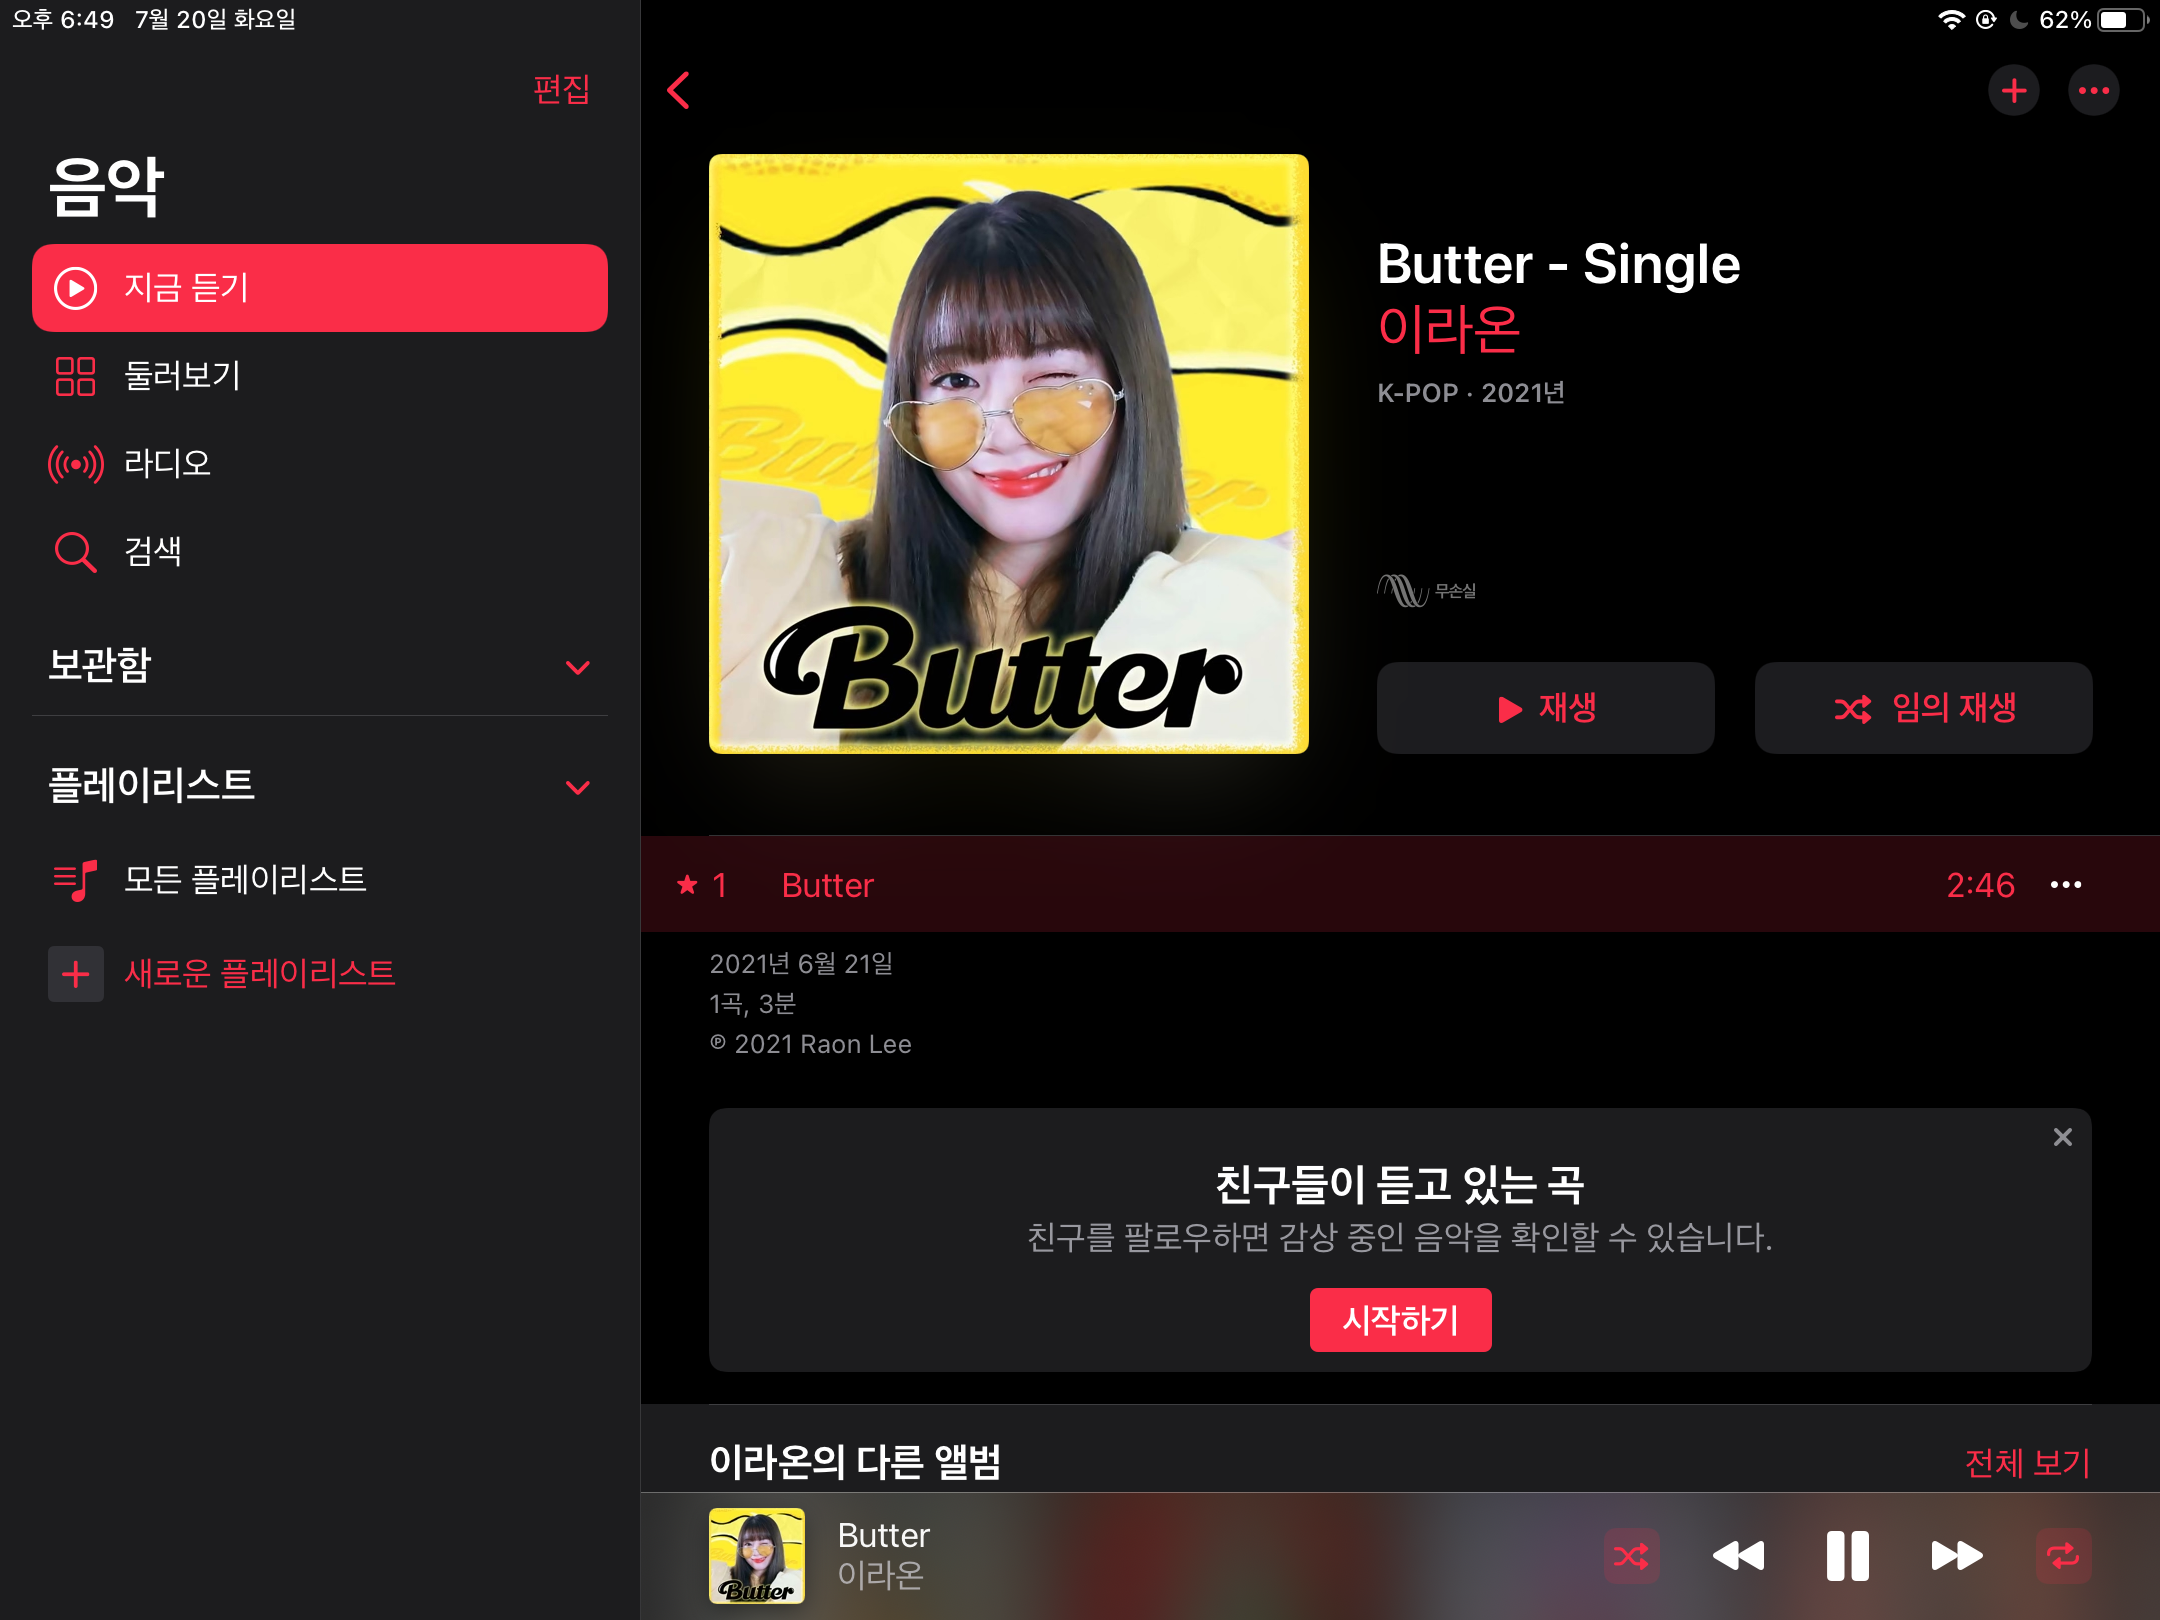 오후 6:49 7월 20일 화요일
62%
편집
음악
지금 듣기
둘러보기
라디오
검색
보관함
플레이리스트
모든 플레이리스트
새로운 플레이리스트
Butter
Butter
Butter - Single
이라온
K-POP · 2021년
무손실
재생
임의 재생
★ 1 Butter 2:46
2021년 6월 21일
1곡, 3분
℗ 2021 Raon Lee
친구들이 듣고 있는 곡
친구를 팔로우하면 감상 중인 음악을 확인할 수 있습니다.
시작하기
이라온의 다른 앨범 전체 보기
Butter
Butter
이라온